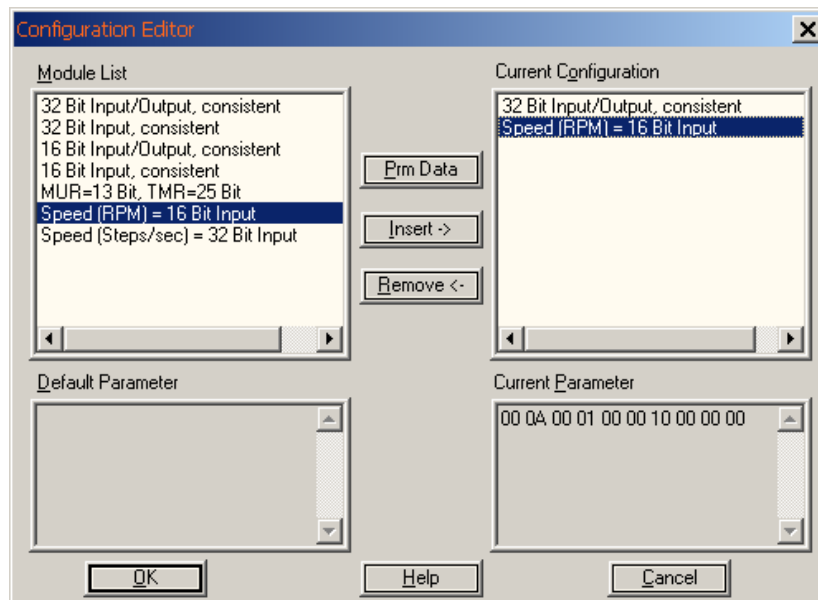 Configuration Editor
Module List
32 Bit Input/Output, consistent
32 Bit Input, consistent
16 Bit Input/Output, consistent
16 Bit Input, consistent
MUR=13 Bit, TMR=25 Bit
Speed (RPM) = 16 Bit Input
Speed (Steps/sec) = 32 Bit Input
Prm Data
Insert ->
Remove <-
Current Configuration
32 Bit Input/Output, consistent
Speed (RPM) = 16 Bit Input
Default Parameter
Current Parameter
00 0A 00 01 00 00 10 00 00 00
OK
Help
Cancel